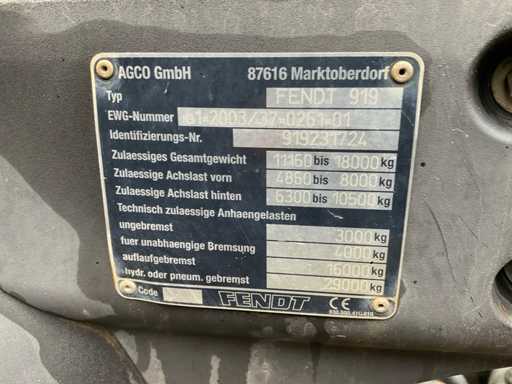 AGCO GmbH 87616 Marktoberdorf
Typ FENDT 919
EWG-Nummer e1*2003/37*0261*01
Identifizierungs-Nr. 919231724
Zulaessiges Gesamtgewicht 11150 bis 18000 kg
Zulaessige Achslast vorn 4850 bis 8000 kg
Zulaessige Achslast hinten 6300 bis 10500 kg
Technisch zulaessige Anhaengelasten
ungebremst 3000 kg
fuer unabhaengige Bremsung 4000 kg
auflaufgebremst 16000 kg
hydr. oder pneum. gebremst 29000 kg
Code FENDT CE